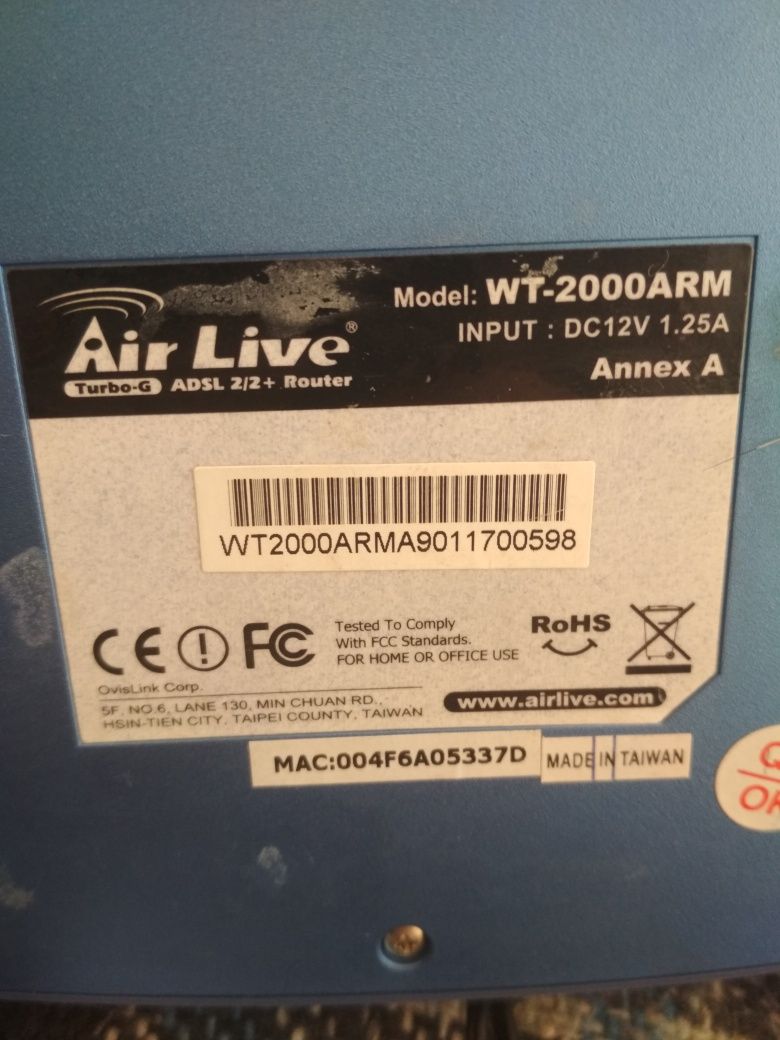 Model: WT-2000ARM
INPUT : DC12V 1.25A
Annex A
Air Live®
Turbo-G ADSL 2/2+ Router
WT2000ARMA9011700598
CE FC
Tested To Comply
With FCC Standards.
FOR HOME OR OFFICE USE
RoHS
OvisLink Corp.
5F, NO.6, LANE 130, MIN CHUAN RD.,
HSIN-TIEN CITY, TAIPEI COUNTY, TAIWAN
www.airlive.com
MAC:004F6A05337D
MADE IN TAIWAN